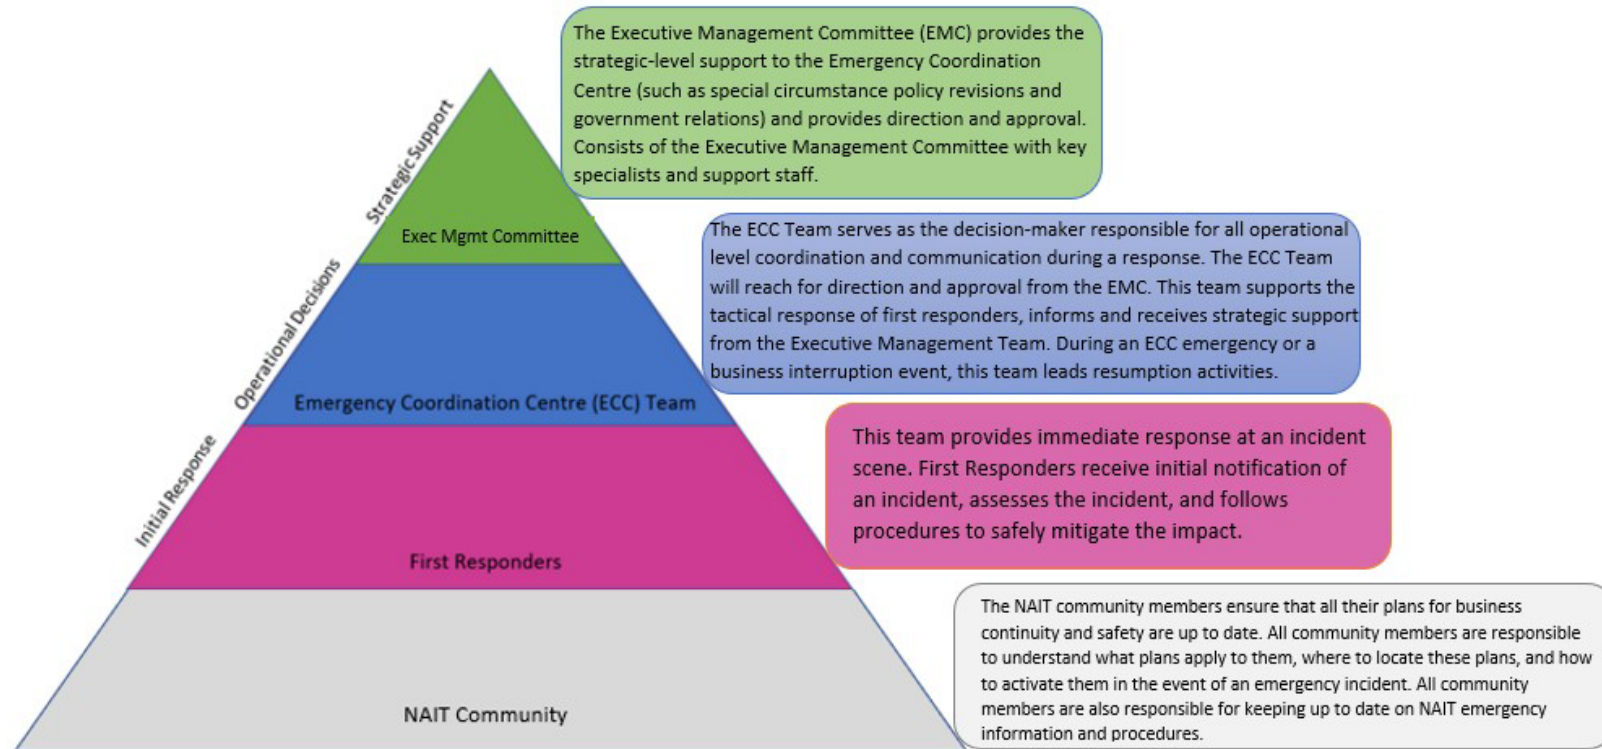 The Executive Management Committee (EMC) provides the
strategic-level support to the Emergency Coordination
Centre (such as special circumstance policy revisions and
government relations) and provides direction and approval.
Consists of the Executive Management Committee with key
specialists and support staff.
Strategic Support
Exec Mgmt Committee
The ECC Team serves as the decision-maker responsible for all operational
level coordination and communication during a response. The ECC Team
will reach for direction and approval from the EMC. This team supports the
tactical response of first responders, informs and receives strategic support
from the Executive Management Team. During an ECC emergency or a
business interruption event, this team leads resumption activities.
Operational Decisions
Emergency Coordination Centre (ECC) Team
This team provides immediate response at an incident
scene. First Responders receive initial notification of
an incident, assesses the incident, and follows
procedures to safely mitigate the impact.
Initial Response
First Responders
The NAIT community members ensure that all their plans for business
continuity and safety are up to date. All community members are responsible
to understand what plans apply to them, where to locate these plans, and how
to activate them in the event of an emergency incident. All community
members are also responsible for keeping up to date on NAIT emergency
information and procedures.
NAIT Community